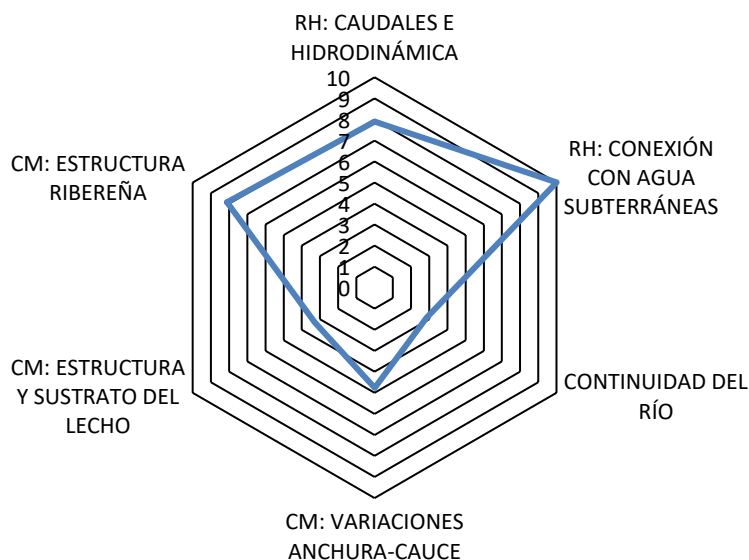 RH: CAUDALES E
HIDRODINÁMICA
10
9
8
7
6
5
4
3
2
1
0
RH: CONEXIÓN
CON AGUA
SUBTERRÁNEAS
CONTINUIDAD DEL
RÍO
CM: VARIACIONES
ANCHURA-CAUCE
CM: ESTRUCTURA
Y SUSTRATO DEL
LECHO
CM: ESTRUCTURA
RIBEREÑA